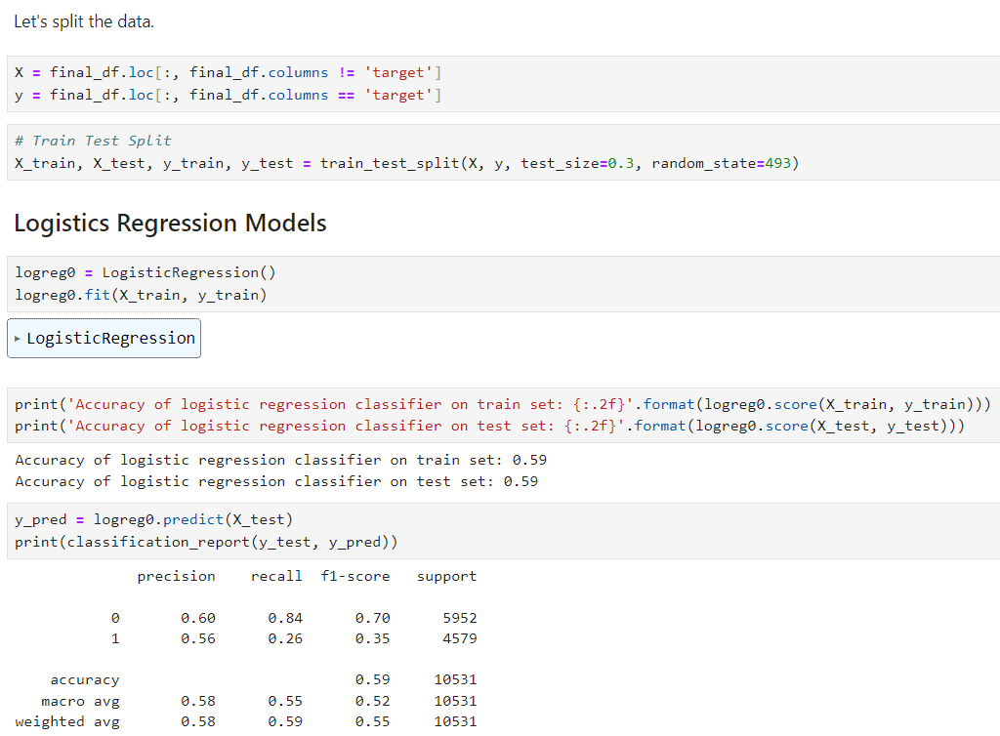 Let's split the data.
X = final_df.loc[:, final_df.columns != 'target']
y = final_df.loc[:, final_df.columns == 'target']
# Train Test Split
X_train, X_test, y_train, y_test = train_test_split(X, y, test_size=0.3, random_state=493)
Logistics Regression Models
logreg0 = LogisticRegression()
logreg0.fit(X_train, y_train)
▸ LogisticRegression
print('Accuracy of logistic regression classifier on train set: {:.2f}'.format(logreg0.score(X_train, y_train)))
print('Accuracy of logistic regression classifier on test set: {:.2f}'.format(logreg0.score(X_test, y_test)))
Accuracy of logistic regression classifier on train set: 0.59
Accuracy of logistic regression classifier on test set: 0.59
y_pred = logreg0.predict(X_test)
print(classification_report(y_test, y_pred))
precision recall f1-score support
0 0.60 0.84 0.70 5952
1 0.56 0.26 0.35 4579
accuracy 0.59 10531
macro avg 0.58 0.55 0.52 10531
weighted avg 0.58 0.59 0.55 10531